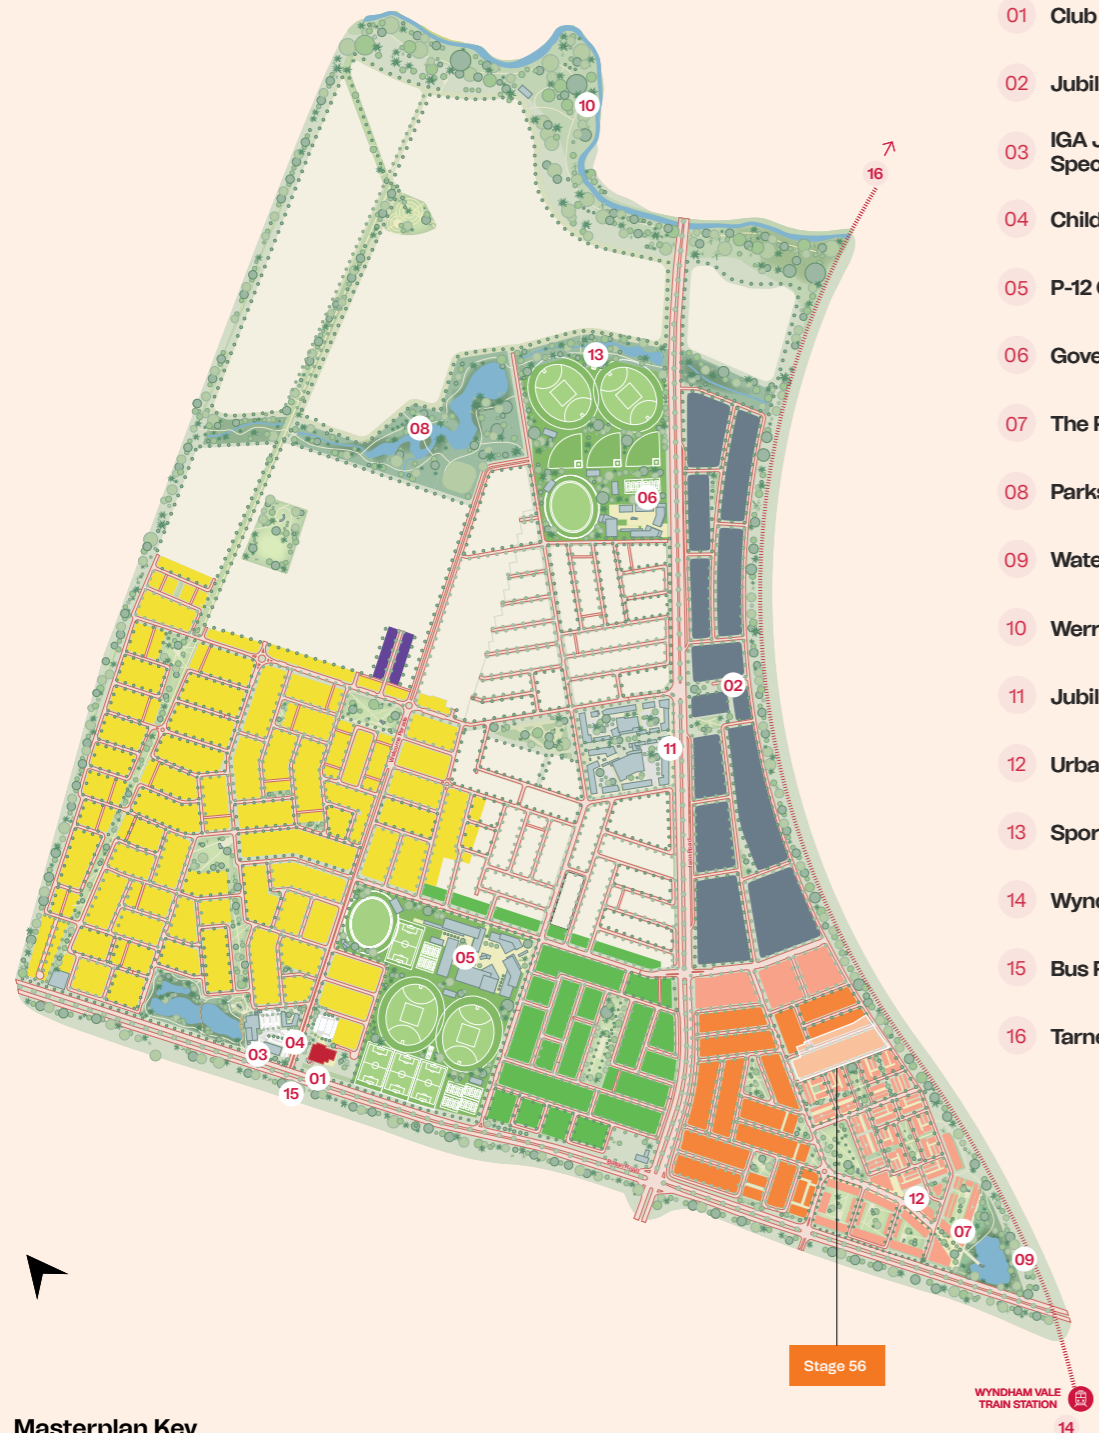 01 Club
02 Jubil
03 IGA J
Spec
04 Child
05 P-12
06 Gove
07 The
08 Parks
09 Wate
10 Werr
11 Jubil
12 Urba
13 Spor
14 Wynd
15 Bus
16 Tarne
10
16
13
08
06
02
11
05
04
03
01
15
12
07
09
Stage 56
WYNDHAM VALE
TRAIN STATION
14
Masterplan Key